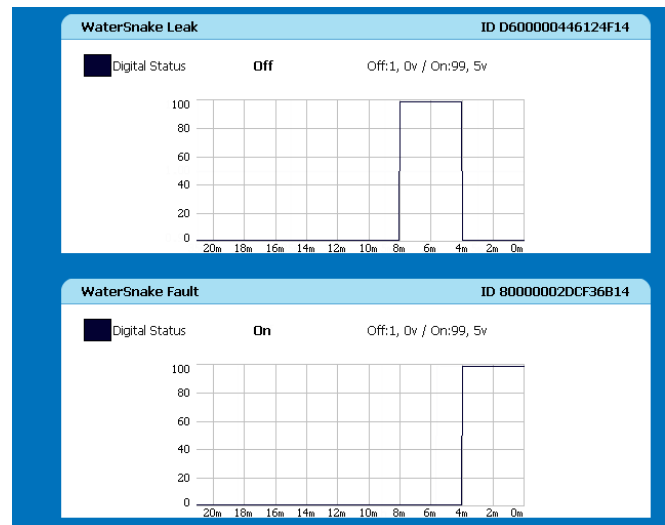 WaterSnake Leak ID D600000446124F14
Digital Status Off Off:1, 0v / On:99, 5v
100
80
60
40
20
0
20m 18m 16m 14m 12m 10m 8m 6m 4m 2m 0m
WaterSnake Fault ID 80000002DCF36B14
Digital Status On Off:1, 0v / On:99, 5v
100
80
60
40
20
0
20m 18m 16m 14m 12m 10m 8m 6m 4m 2m 0m